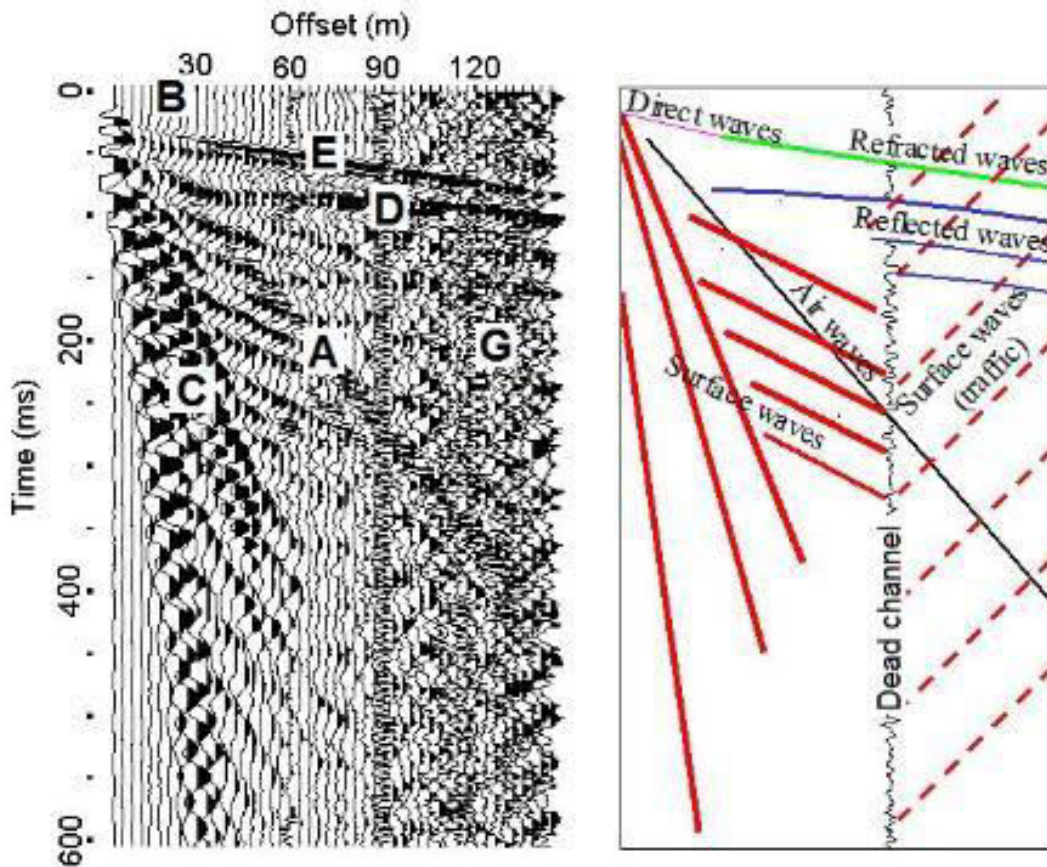 Offset (m)
30 60 90 120
0
B
E
D
200
A
G
C
Time (ms)
400
600
Direct waves
Refracted waves
Reflected waves
Air waves
Surface waves
Surface waves
(traffic)
Dead channel